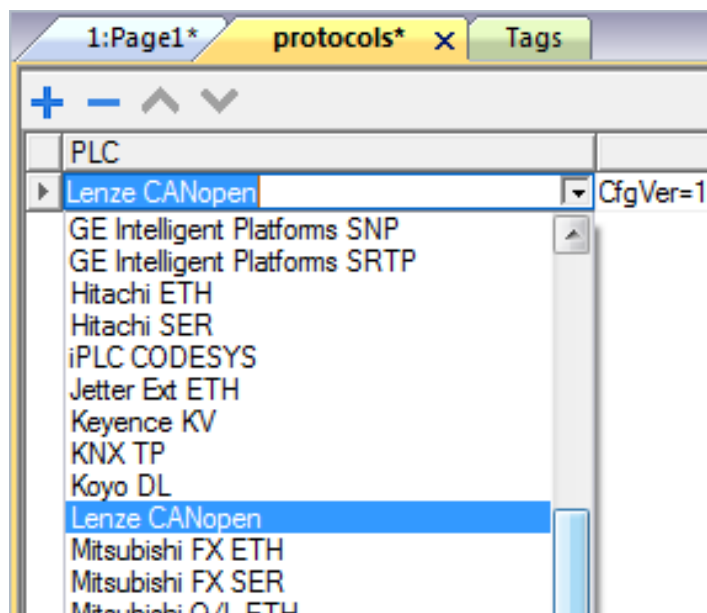 1:Page1* protocols* Tags
PLC
Lenze CANopen CfgVer=1
GE Intelligent Platforms SNP
GE Intelligent Platforms SRTP
Hitachi ETH
Hitachi SER
iPLC CODESYS
Jetter Ext ETH
Keyence KV
KNX TP
Koyo DL
Lenze CANopen
Mitsubishi FX ETH
Mitsubishi FX SER
Mitsubishi Q/L ETH